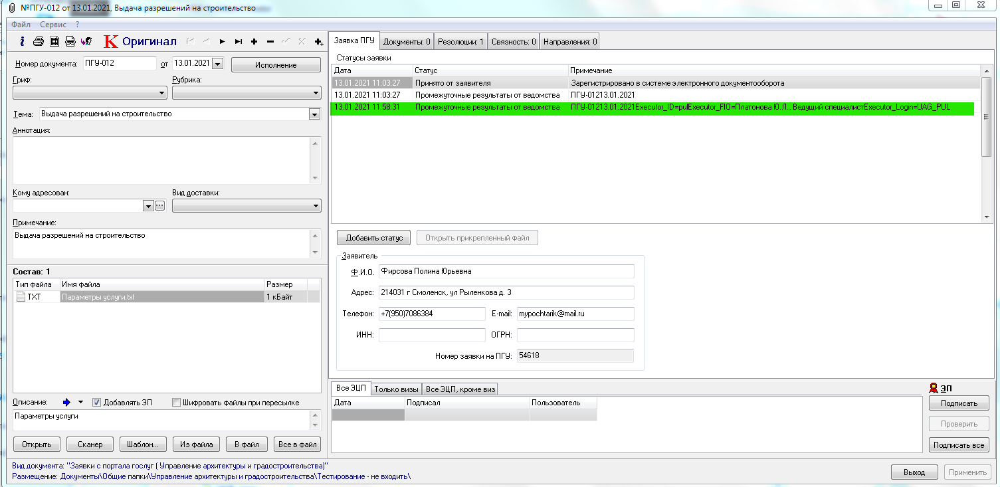 №ПГУ-012 от 13.01.2021, Выдача разрешений на строительство
Файл Сервис ?
i К Оригинал
Номер документа: ПГУ-012 от 13.01.2021 Исполнение
Гриф: Рубрика:
Тема: Выдача разрешений на строительство
Аннотация:
Кому адресован: Вид доставки:
Примечание:
Выдача разрешений на строительство
Состав: 1
Тип файла Имя файла Размер
TXT Параметры услуги.txt 1 кБайт
Описание: Добавлять ЭП Шифровать файлы при пересылке
Параметры услуги
Открыть Сканер Шаблон... Из файла В файл Все в файл
Заявка ПГУ Документы: 0 Резолюции: 1 Связность: 0 Направления: 0
Статусы заявки
Дата Статус Примечание
13.01.2021 11:03:27 Принято от заявителя Зарегистрировано в системе электронного документооборота
13.01.2021 11:03:27 Промежуточные результаты от ведомства ПГУ-01213.01.2021
13.01.2021 11:58:31 Промежуточные результаты от ведомства ПГУ-01213.01.2021Executor_ID=pulExecutor_FIO=Платонова Ю.Л., Ведущий специалистExecutor_Login=UAG_PUL
Добавить статус Открыть прикрепленный файл
Заявитель
Ф.И.О. Фирсова Полина Юрьевна
Адрес: 214031 г Смоленск, ул Рыленкова д. 3
Телефон: +7(950)7086384 E-mail: mypochtarik@mail.ru
ИНН: ОГРН:
Номер заявки на ПГУ: 54618
Все ЭЦП Только визы Все ЭЦП, кроме виз
Дата Подписал Пользователь
ЭП
Подписать
Проверить
Подписать все
Вид документа: "Заявки с портала гослуг ( Управление архитектуры и градостроительства)"
Размещение: Документы\Общие папки\Управление архитектуры и градостроительства\Тестирование - не входить\
Выход Применить